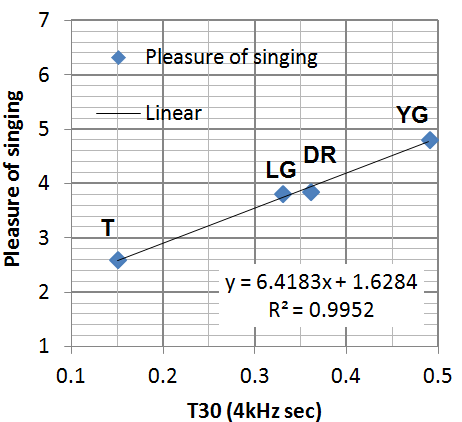 7
Pleasure of singing
6
Linear
5
YG
DR
LG
4
T
3
y = 6.4183x + 1.6284
R² = 0.9952
2
1
0.1 0.2 0.3 0.4 0.5
T30 (4kHz sec)
Pleasure of singing